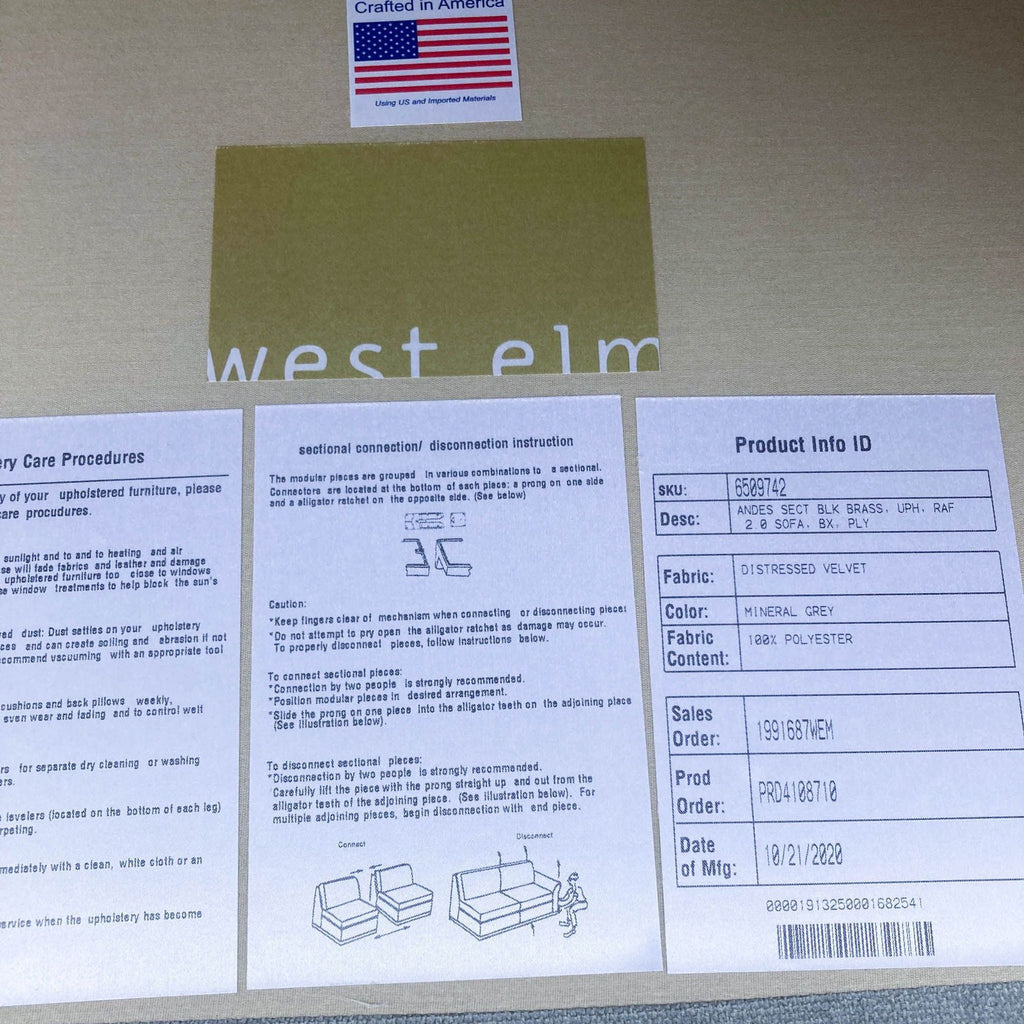 Crafted in America
Using US and Imported Materials
west elm
ery Care Procedures
y of your upholstered furniture, please
care procudures.
sunlight and to and to heating and air
se will fade fabrics and leather and damage
upholstered furniture too close to windows
se window treatments to help block the sun's
ved dust: Dust settles on your upholstery
ces and can create soiling and abrasion if not
ecommend vacuuming with an appropriate tool
cushions and back pillows weekly,
even wear and fading and to control welt
rs for separate dry cleaning or washing
ers.
levelers (located on the bottom of each leg)
rpeting.
mediately with a clean, white cloth or an
service when the upholstery has become
sectional connection/ disconnection instruction
The modular pieces are grouped in various combinations to a sectional.
Connectors are located at the bottom of each piece: a prong on one side
and a alligator ratchet on the opposite side. (See below)
Caution:
*Keep fingers clear of mechanism when connecting or disconnecting pieces
*Do not attempt to pry open the alligator ratchet as damage may occur.
To properly disconnect pieces, follow instructions below.
To connect sectional pieces:
*Connection by two people is strongly recommended.
*Position modular pieces in desired arrangement.
*Slide the prong on one piece into the alligator teeth on the adjoining place
(See illustration below).
To disconnect sectional pieces:
*Disconnection by two people is strongly recommended.
Carefully lift the piece with the prong straight up and out from the
alligator teeth of the adjoining piece. (See illustration below). For
multiple adjoining pieces, begin disconnection with end piece.
Connect
Disconnect
Product Info ID
SKU: 6509742
Desc: ANDES SECT BLK BRASS, UPH, RAF
2.0 SOFA, BX, PLY
Fabric: DISTRESSED VELVET
Color: MINERAL GREY
Fabric Content: 100% POLYESTER
Sales Order: 1991687WEM
Prod Order: PRD4108710
Date of Mfg: 10/21/2020
00001913250001682541